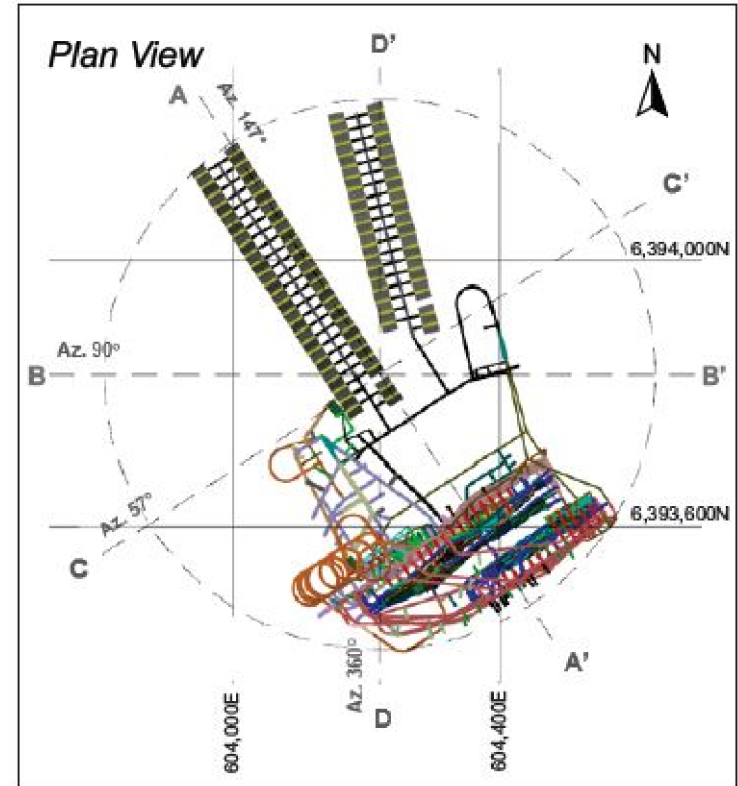 Plan View
D’
N
A
Az. 147°
C’
6,394,000N
Az. 90°
B
B’
Az. 57°
6,393,600N
C
A’
Az. 360°
D
604,000E
604,400E